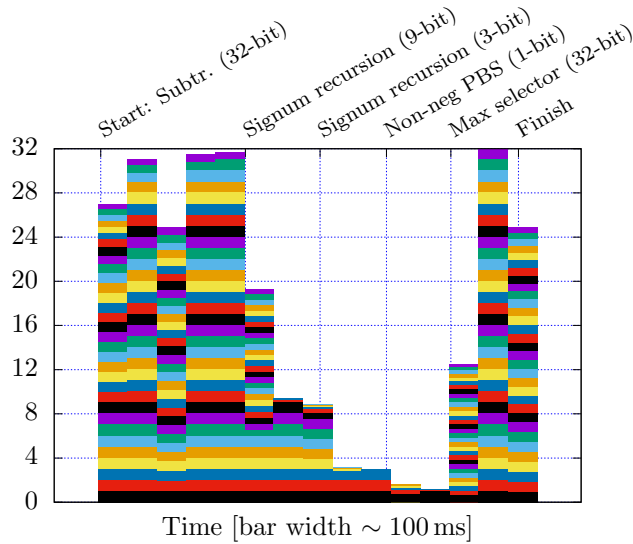 Start: Subtr. (32-bit)
Signum recursion (9-bit)
Signum recursion (3-bit)
Non-neg PBS (1-bit)
Max selector (32-bit)
Finish
32
28
24
20
16
12
8
4
0
Time [bar width ∼ 100 ms]